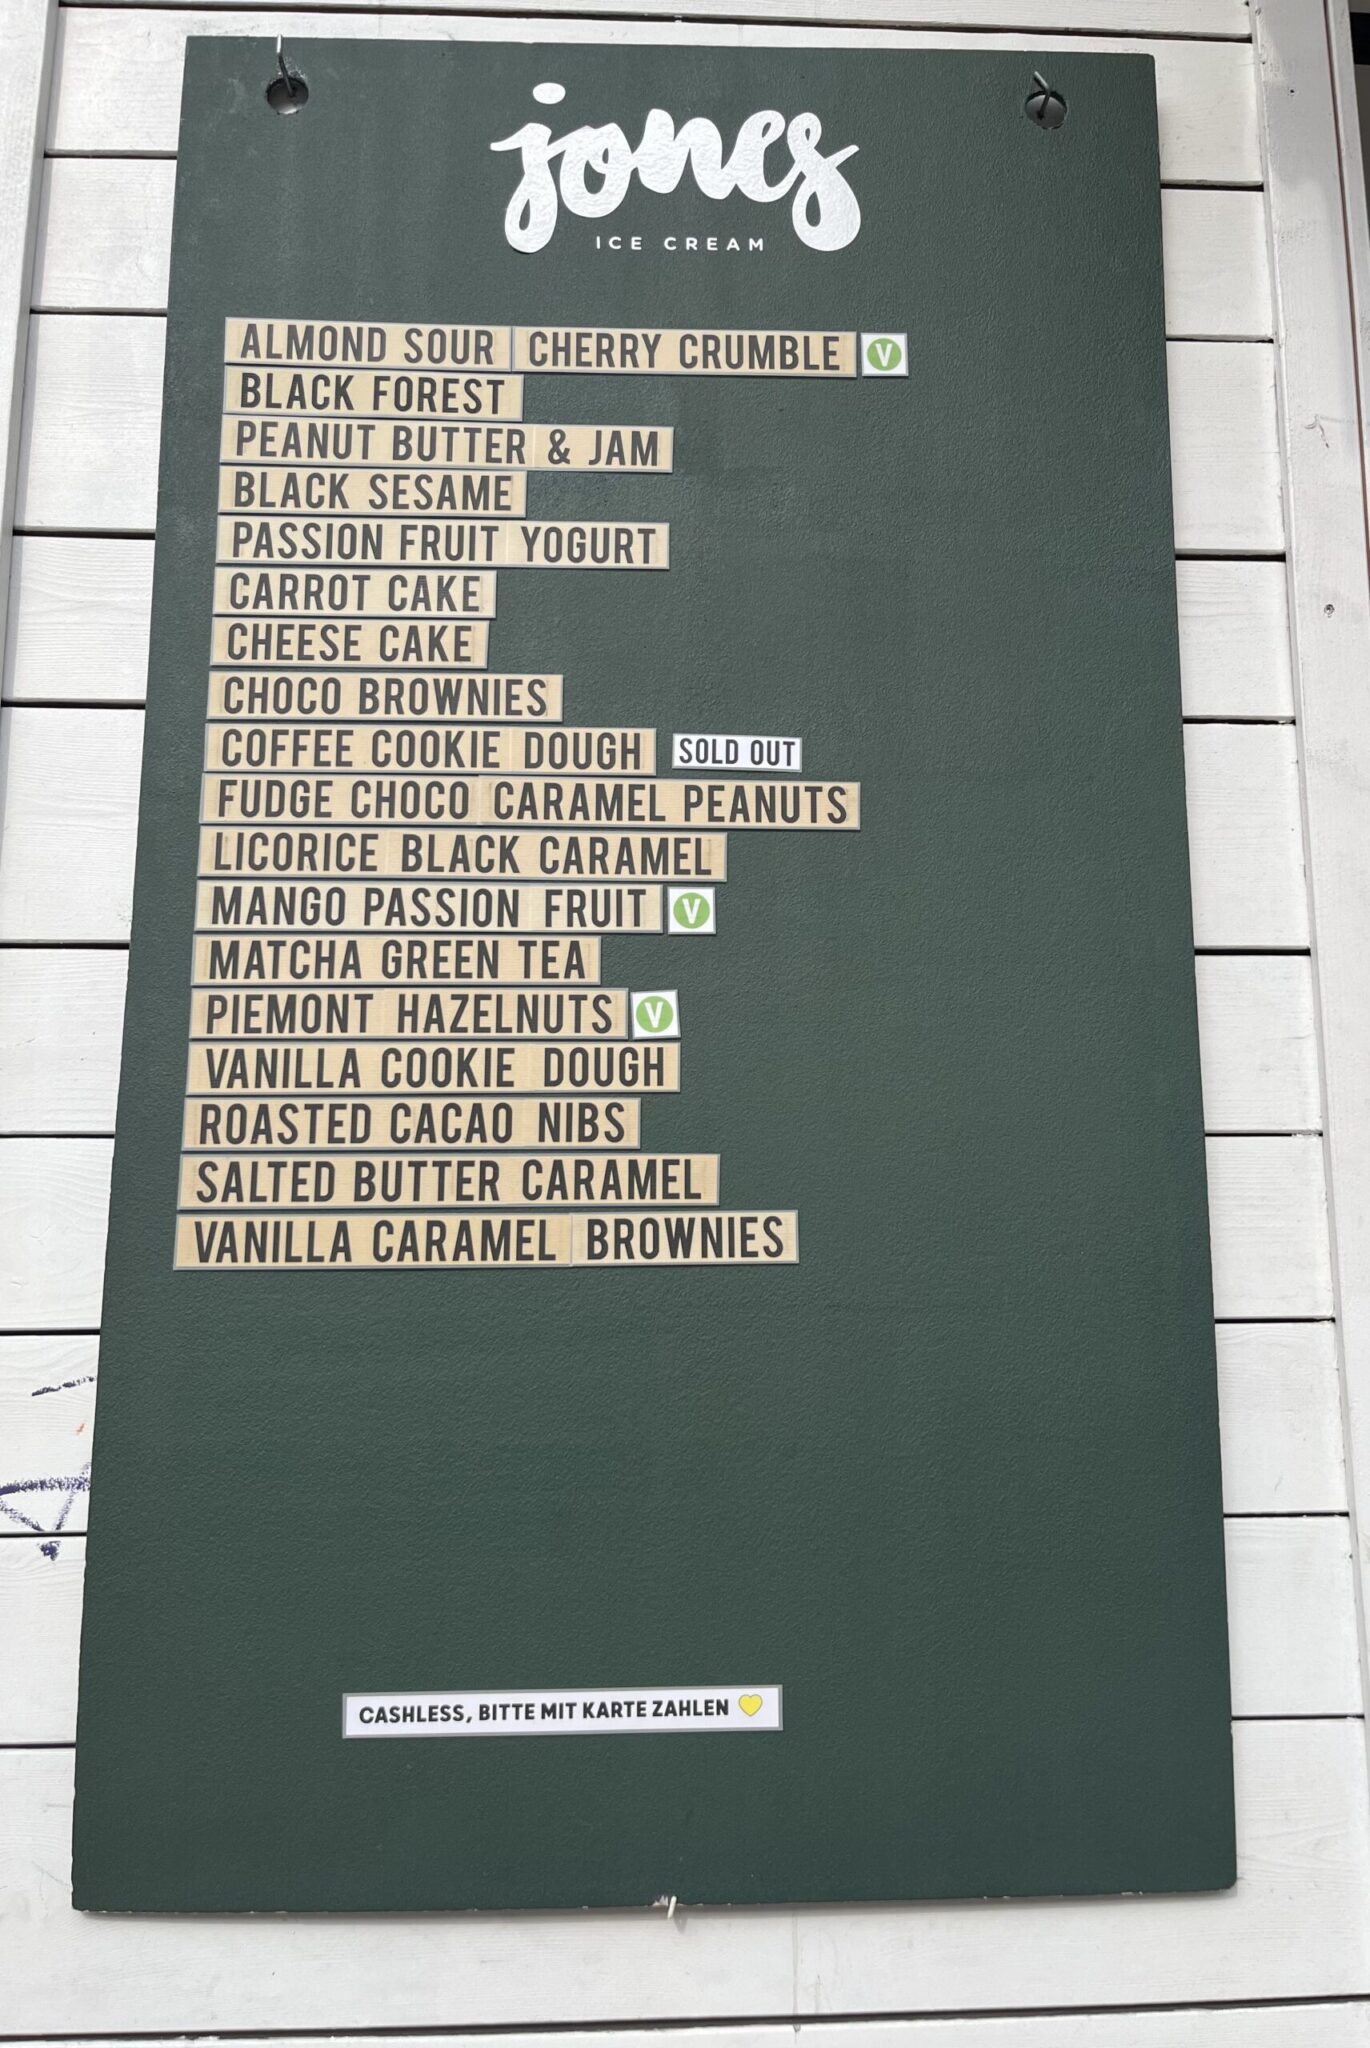 jones
ICE CREAM
ALMOND SOUR CHERRY CRUMBLE V
BLACK FOREST
PEANUT BUTTER & JAM
BLACK SESAME
PASSION FRUIT YOGURT
CARROT CAKE
CHEESE CAKE
CHOCO BROWNIES
COFFEE COOKIE DOUGH SOLD OUT
FUDGE CHOCO CARAMEL PEANUTS
LICORICE BLACK CARAMEL
MANGO PASSION FRUIT V
MATCHA GREEN TEA
PIEMONT HAZELNUTS V
VANILLA COOKIE DOUGH
ROASTED CACAO NIBS
SALTED BUTTER CARAMEL
VANILLA CARAMEL BROWNIES
CASHLESS, BITTE MIT KARTE ZAHLEN 💛